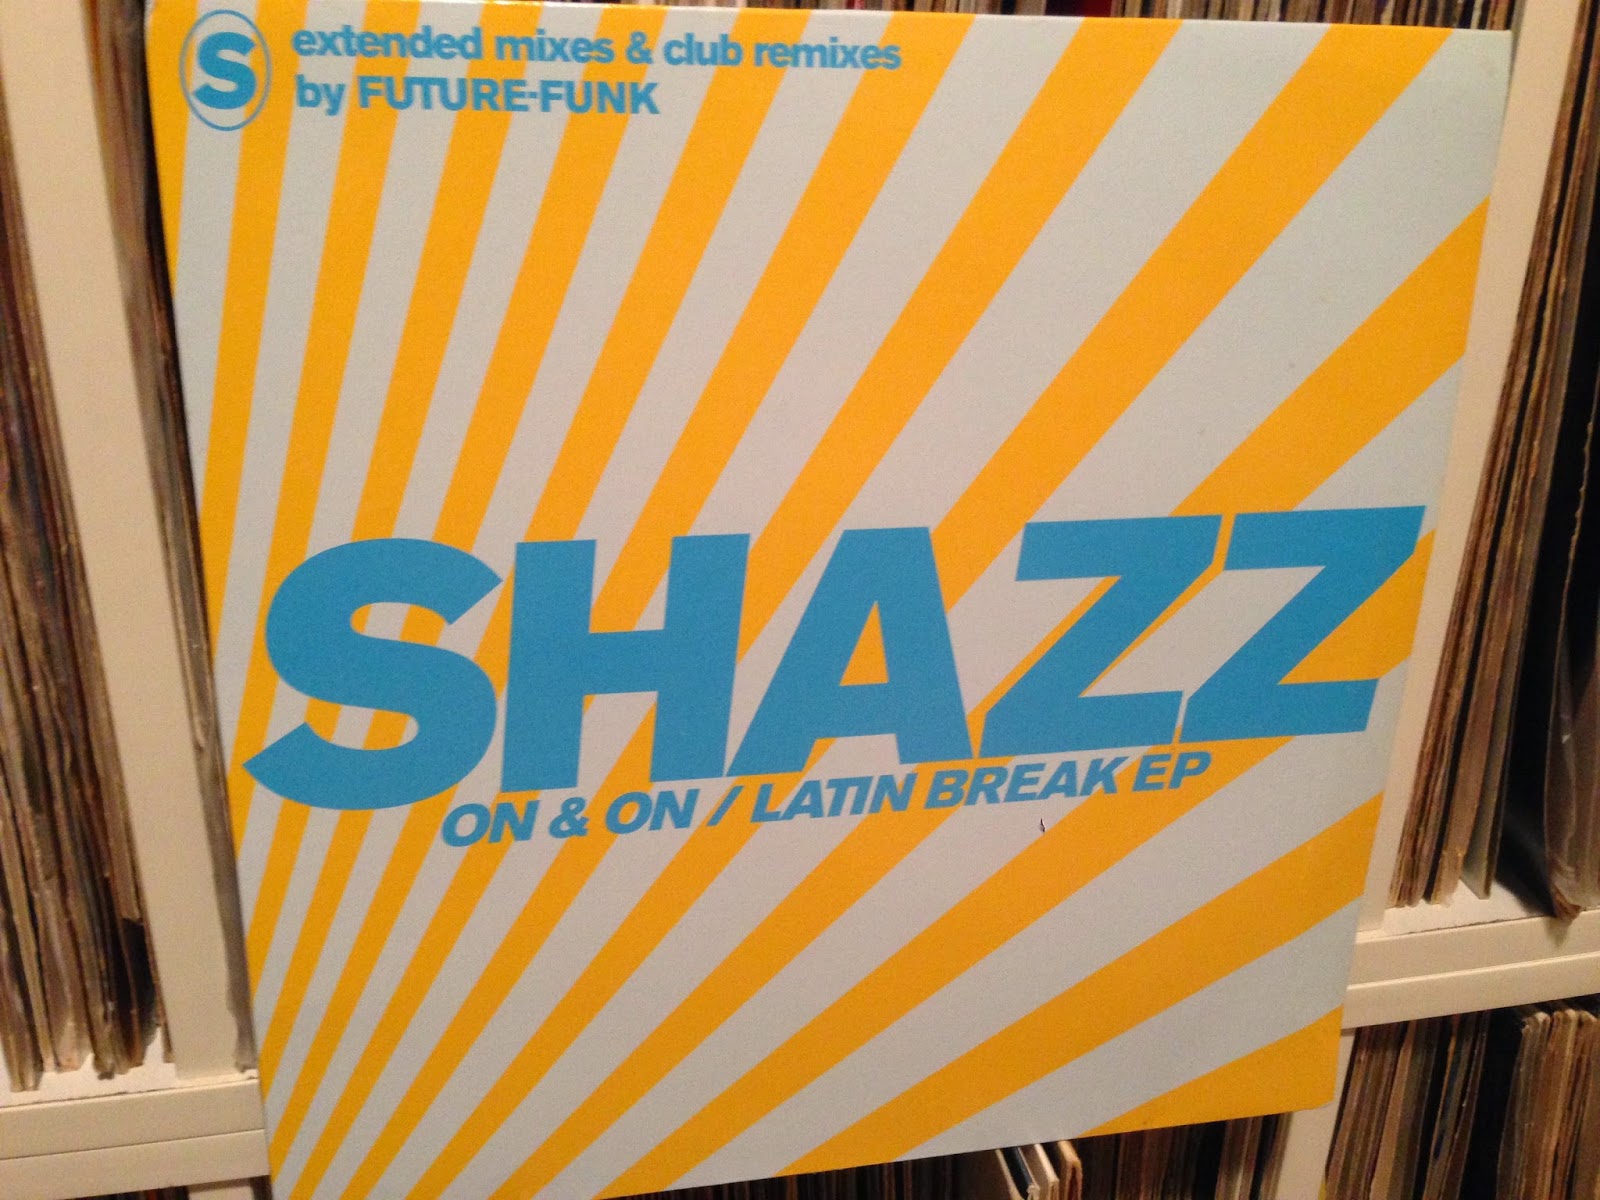 S
extended mixes & club remixes
by FUTURE-FUNK
SHAZZ
ON & ON / LATIN BREAK EP